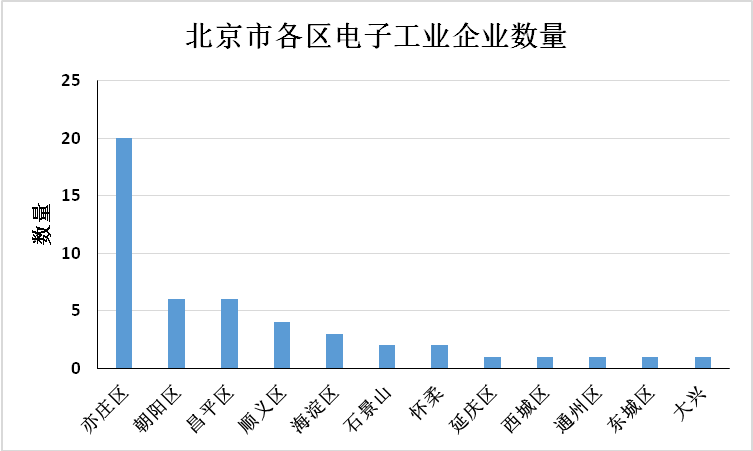 北京市各区电子工业企业数量
25
20
15
10
5
0
数量
亦庄区
朝阳区
昌平区
顺义区
海淀区
石景山
怀柔
延庆区
西城区
通州区
东城区
大兴